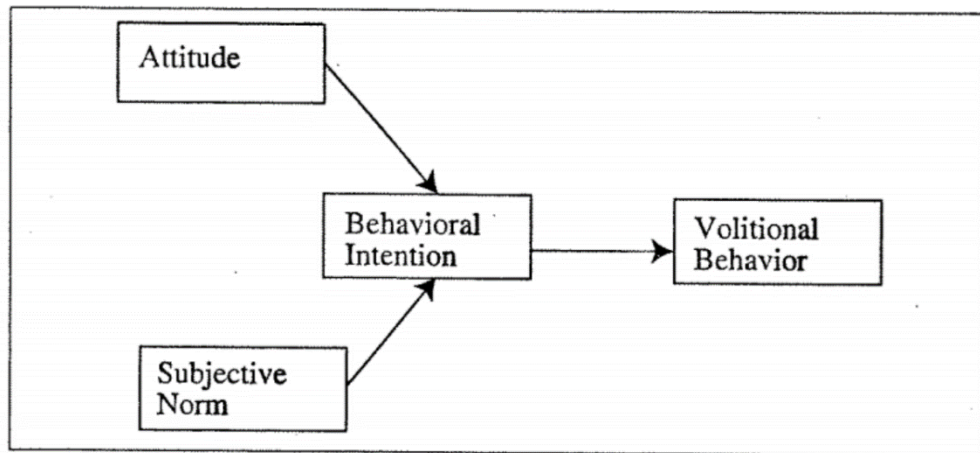 Attitude
Behavioral
Intention
Volitional
Behavior
Subjective
Norm